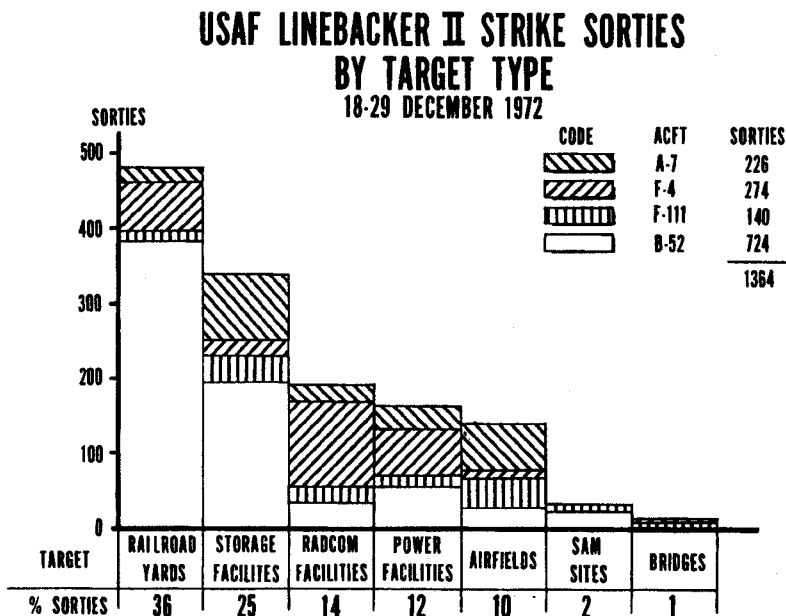 USAF LINEBACKER II STRIKE SORTIES
BY TARGET TYPE
18-29 DECEMBER 1972
SORTIES
CODE ACFT SORTIES
A-7 226
F-4 274
F-111 140
B-52 724
1364
500
400
300
200
100
0
TARGET RAILROAD YARDS STORAGE FACILITES RADCOM FACILITIES POWER FACILITIES AIRFIELDS SAM SITES BRIDGES
% SORTIES 36 25 14 12 10 2 1